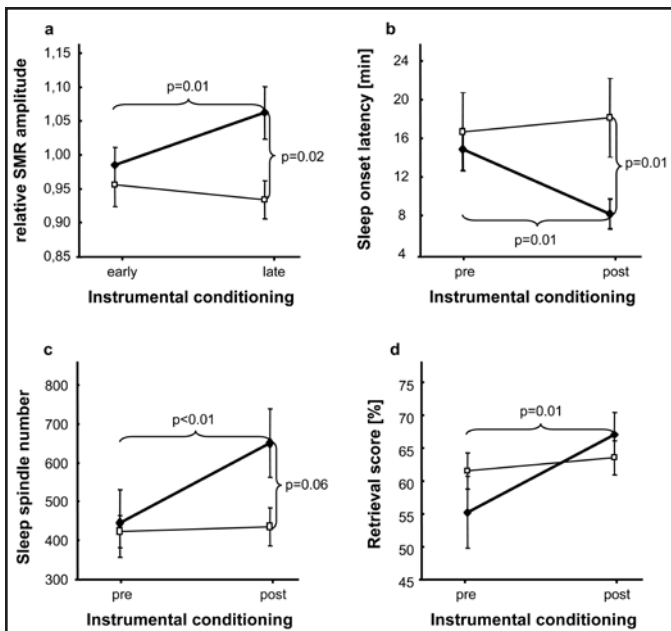 a
relative SMR amplitude
1,15
1,10
1,05
1,00
0,95
0,90
0,85
p=0.01
p=0.02
early late
Instrumental conditioning
b
Sleep onset latency [min]
24
20
16
12
8
4
p=0.01
p=0.01
pre post
Instrumental conditioning
c
Sleep spindle number
800
700
600
500
400
300
p<0.01
p=0.06
pre post
Instrumental conditioning
d
Retrieval score [%]
75
70
65
60
55
50
45
p=0.01
pre post
Instrumental conditioning